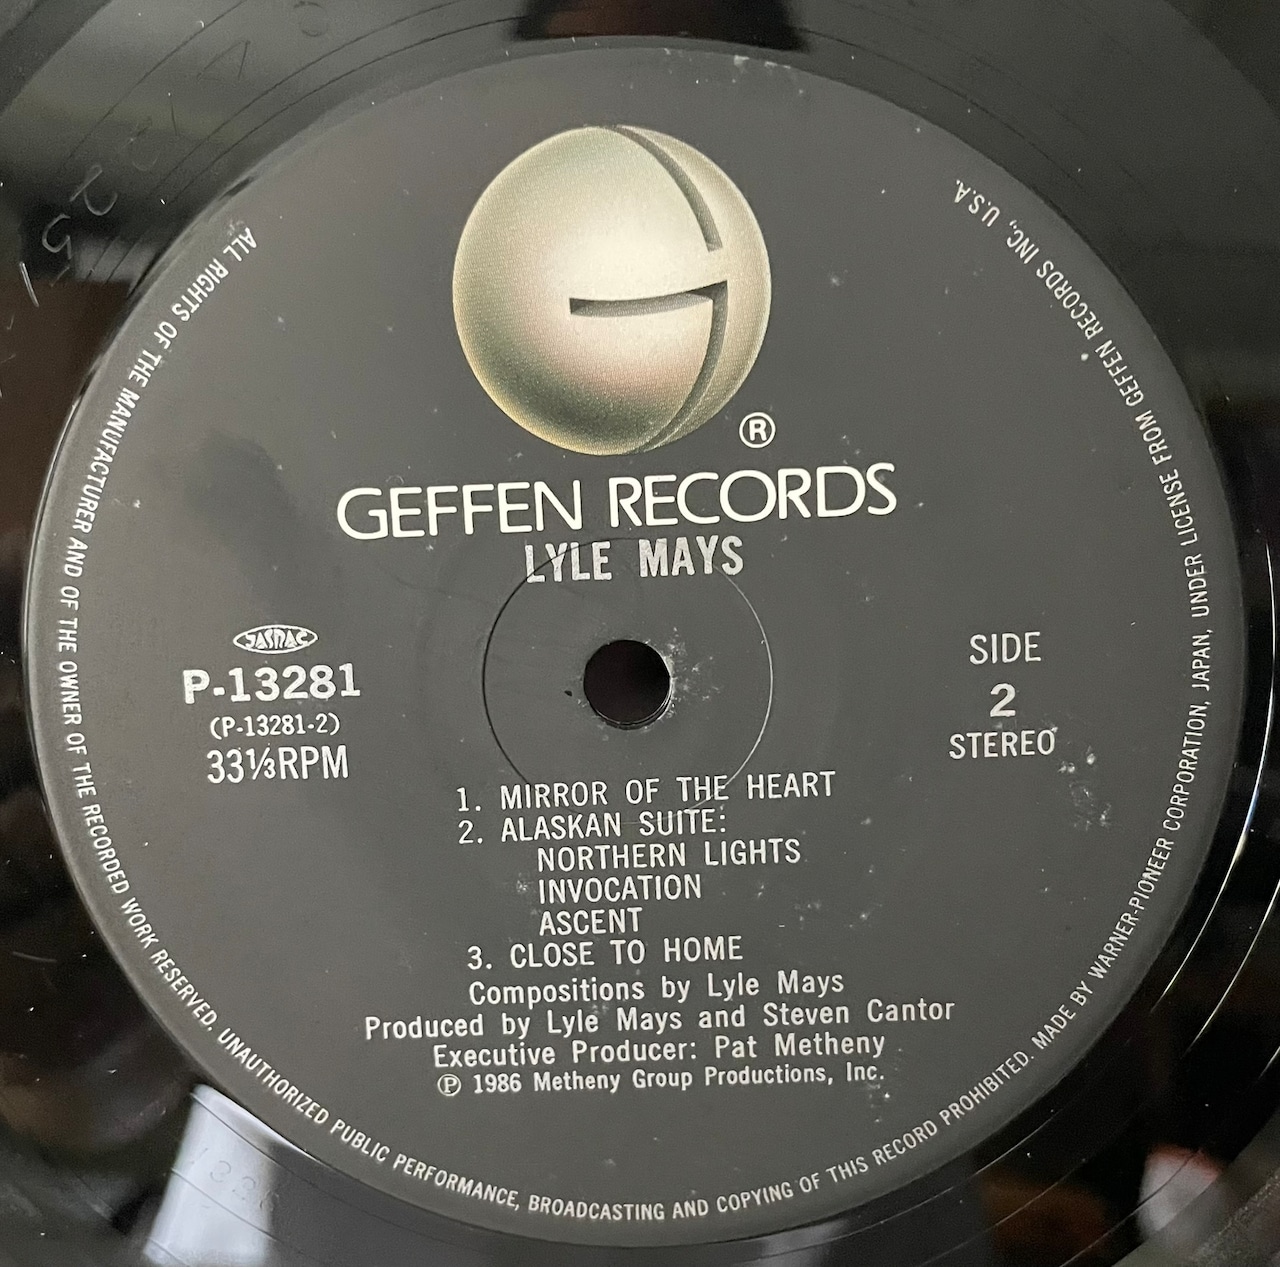 ®
GEFFEN RECORDS
LYLE MAYS
JASRAC
P-13281
(P-13281-2)
33⅓RPM
SIDE
2
STEREO
1. MIRROR OF THE HEART
2. ALASKAN SUITE:
NORTHERN LIGHTS
INVOCATION
ASCENT
3. CLOSE TO HOME
Compositions by Lyle Mays
Produced by Lyle Mays and Steven Cantor
Executive Producer: Pat Metheny
℗ 1986 Metheny Group Productions, Inc.
ALL RIGHTS OF THE MANUFACTURER AND OF THE OWNER OF THE RECORDED WORK RESERVED. UNAUTHORIZED PUBLIC PERFORMANCE, BROADCASTING AND COPYING OF THIS RECORD PROHIBITED. MADE BY WARNER-PIONEER CORPORATION, JAPAN, UNDER LICENSE FROM GEFFEN RECORDS INC., U.S.A.